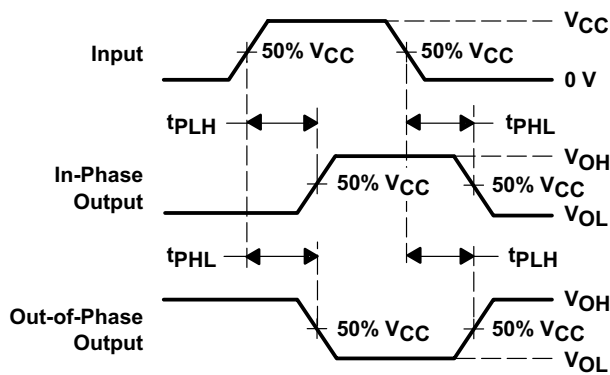 VCC
Input
50% VCC
50% VCC
0 V
tPLH
tPHL
In-Phase
Output
VOH
50% VCC
50% VCC
VOL
tPHL
tPLH
Out-of-Phase
Output
VOH
50% VCC
50% VCC
VOL